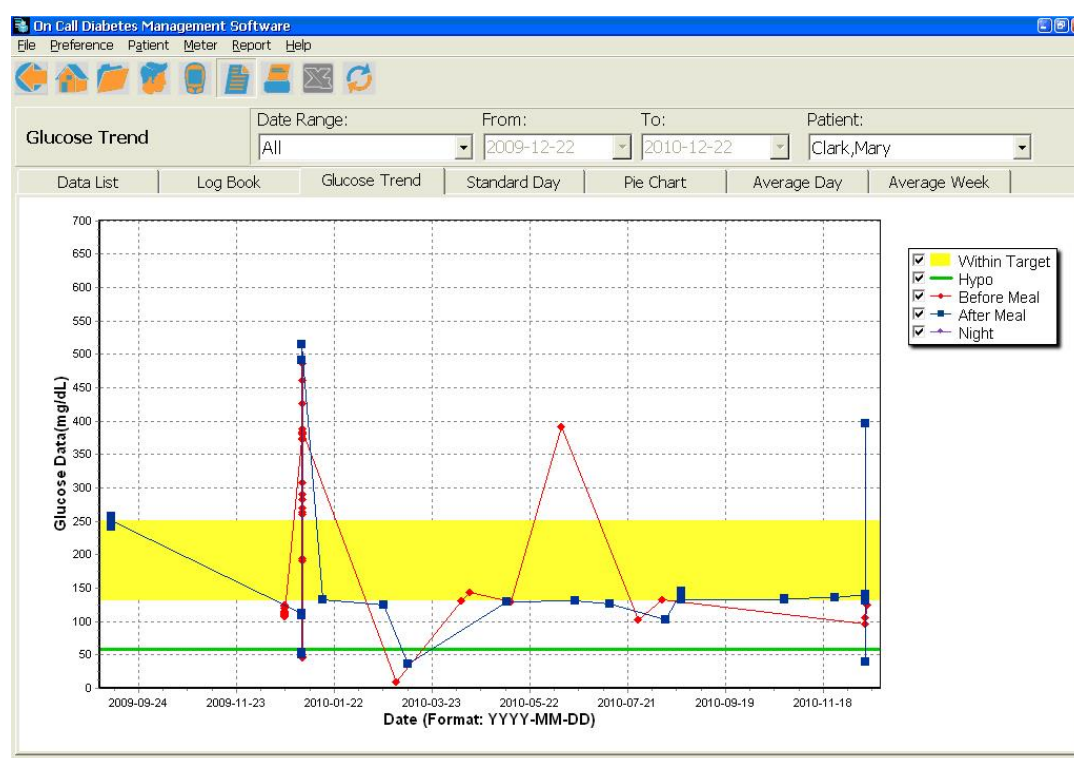 On Call Diabetes Management Software
File Preference Patient Meter Report Help
Glucose Trend
Date Range: From: To: Patient:
All 2009-12-22 2010-12-22 Clark,Mary
Data List Log Book Glucose Trend Standard Day Pie Chart Average Day Average Week
700
650
600
550
500
450
400
350
300
250
200
150
100
50
0
Glucose Data(mg/dL)
2009-09-24 2009-11-23 2010-01-22 2010-03-23 2010-05-22 2010-07-21 2010-09-19 2010-11-18
Date (Format: YYYY-MM-DD)
Within Target
Hypo
Before Meal
After Meal
Night